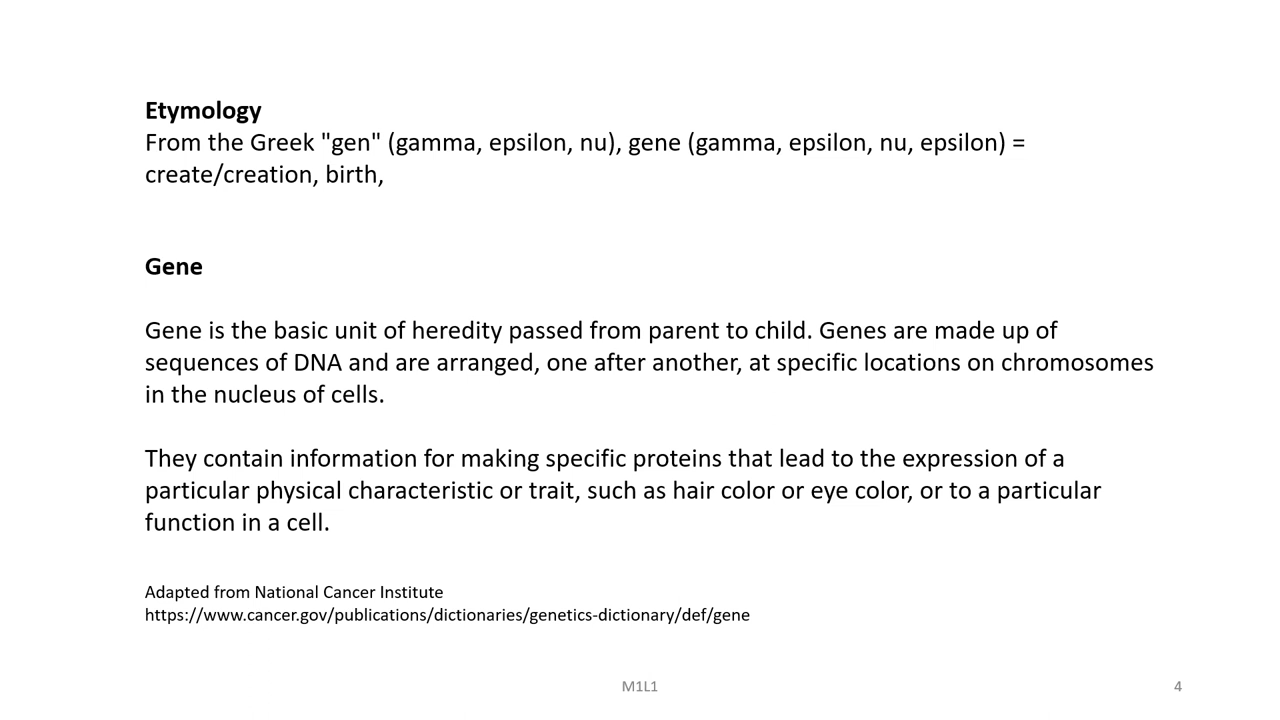 Etymology
From the Greek "gen" (gamma, epsilon, nu), gene (gamma, epsilon, nu, epsilon) =
create/creation, birth,
Gene
Gene is the basic unit of heredity passed from parent to child. Genes are made up of
sequences of DNA and are arranged, one after another, at specific locations on chromosomes
in the nucleus of cells.
They contain information for making specific proteins that lead to the expression of a
particular physical characteristic or trait, such as hair color or eye color, or to a particular
function in a cell.
Adapted from National Cancer Institute
https://www.cancer.gov/publications/dictionaries/genetics-dictionary/def/gene
M1L1
4